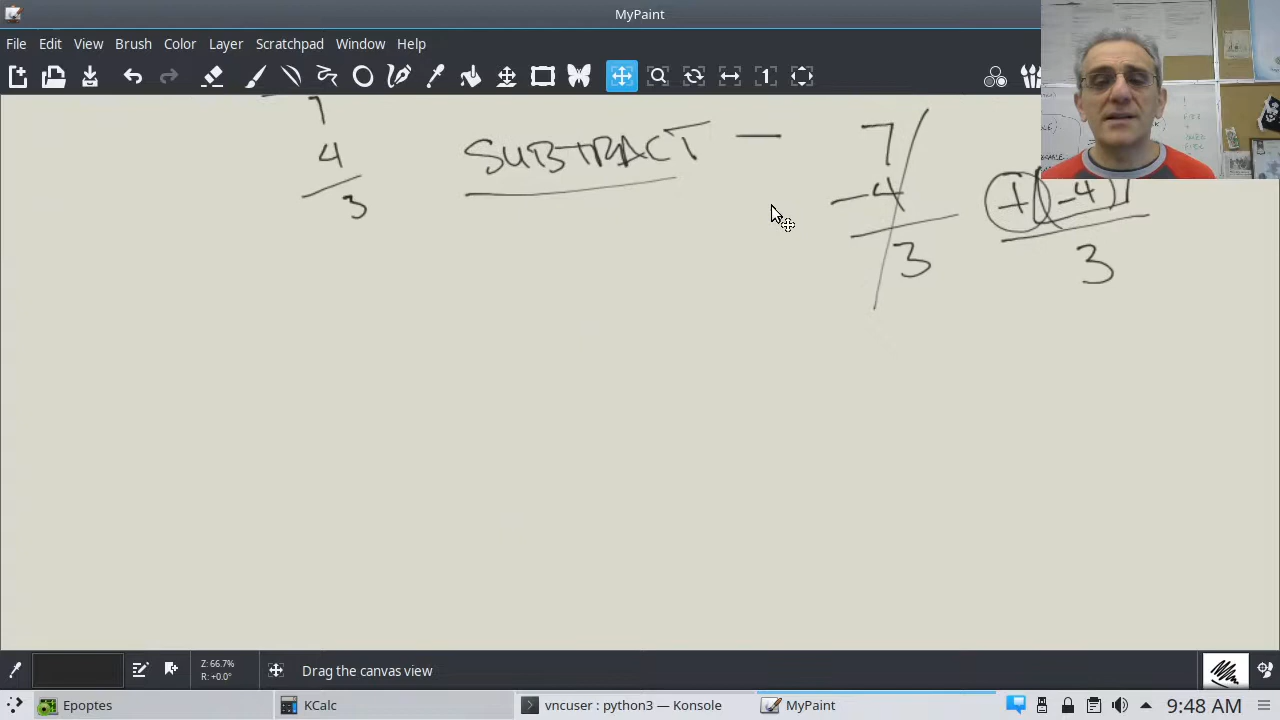 MyPaint
File Edit View Brush Color Layer Scratchpad Window Help
7
4
3
SUBTRACT —
7
-4
3
+(-4)
3
Z: 66.7%
R: +0.0°
Drag the canvas view
Epoptes
KCalc
vncuser : python3 — Konsole
MyPaint
9:48 AM